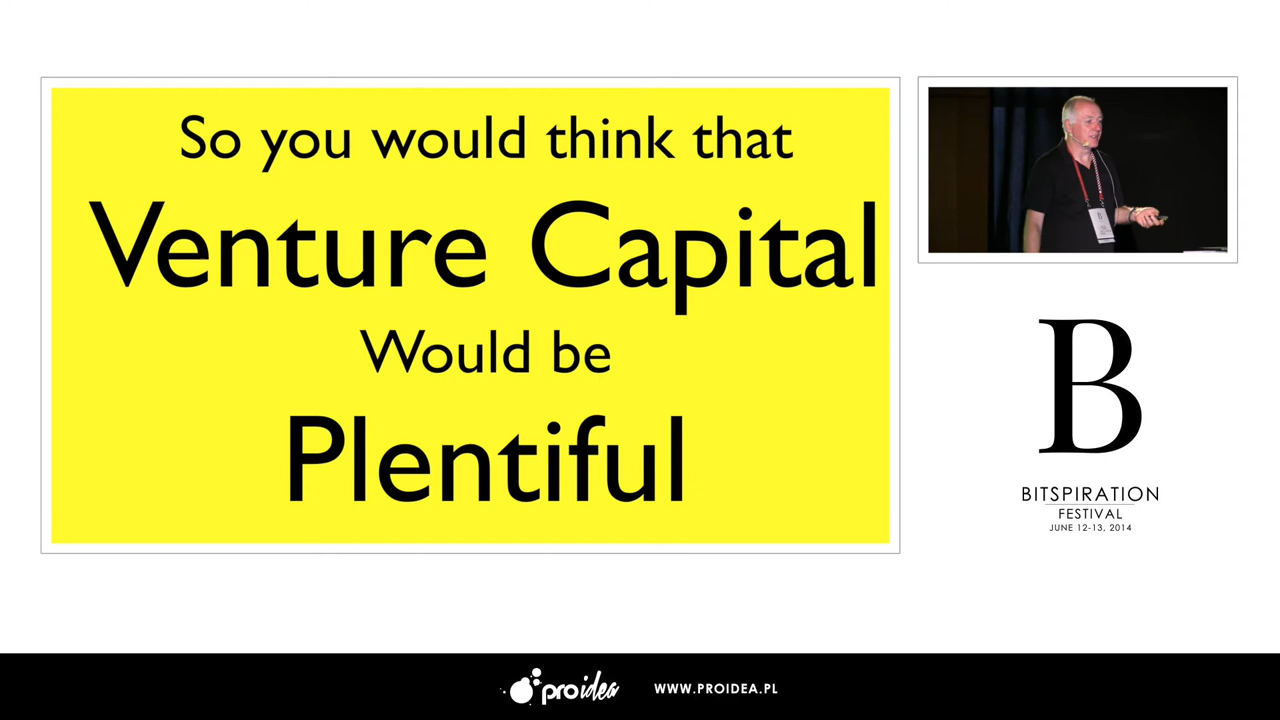 So you would think that
Venture Capital
Would be
Plentiful
B
BITSPIRATION
FESTIVAL
JUNE 12-13, 2014
proidea
WWW.PROIDEA.PL